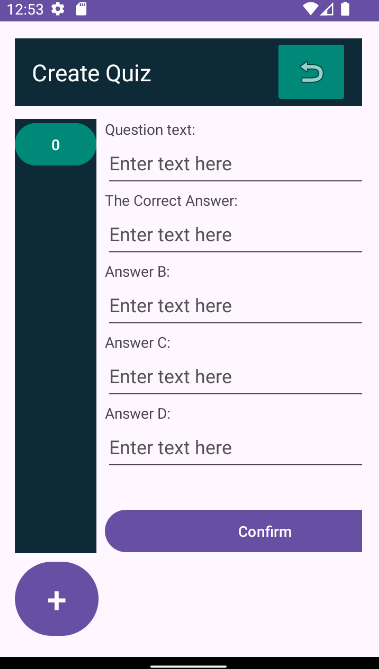 12:53
Create Quiz
0
Question text:
Enter text here
The Correct Answer:
Enter text here
Answer B:
Enter text here
Answer C:
Enter text here
Answer D:
Enter text here
Confirm
+